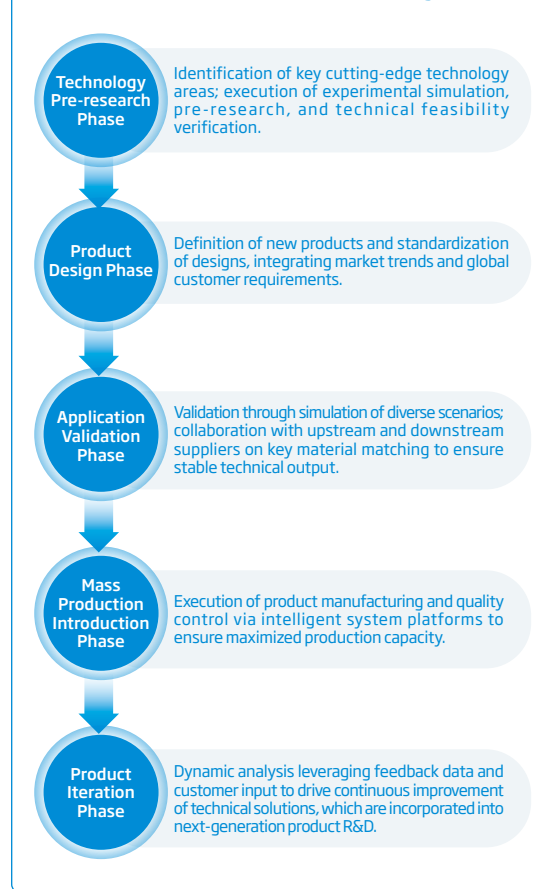 Technology
Pre-research
Phase
Identification of key cutting-edge technology
areas; execution of experimental simulation,
pre-research, and technical feasibility
verification.
Product
Design Phase
Definition of new products and standardization
of designs, integrating market trends and global
customer requirements.
Application
Validation
Phase
Validation through simulation of diverse scenarios;
collaboration with upstream and downstream
suppliers on key material matching to ensure
stable technical output.
Mass
Production
Introduction
Phase
Execution of product manufacturing and quality
control via intelligent system platforms to
ensure maximized production capacity.
Product
Iteration
Phase
Dynamic analysis leveraging feedback data and
customer input to drive continuous improvement
of technical solutions, which are incorporated into
next-generation product R&D.